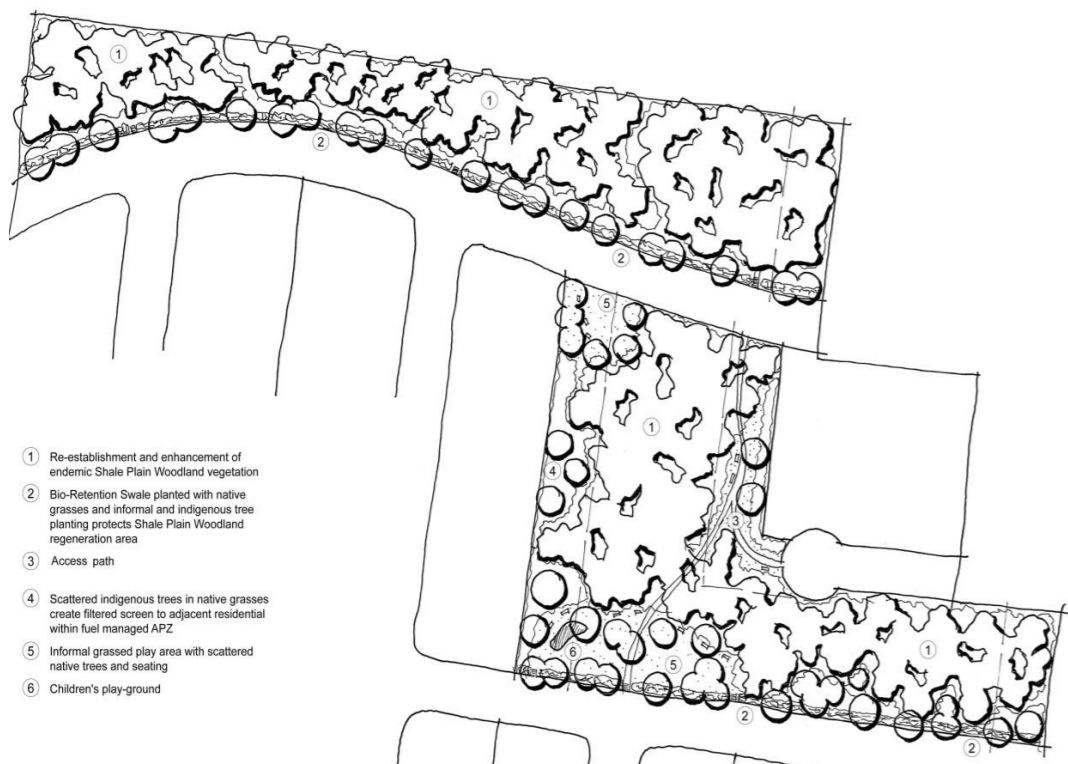 1
1
2
2
5
1
4
3
1
6
5
2
2
1 Re-establishment and enhancement of
endemic Shale Plain Woodland vegetation
2 Bio-Retention Swale planted with native
grasses and informal and indigenous tree
planting protects Shale Plain Woodland
regeneration area
3 Access path
4 Scattered indigenous trees in native grasses
create filtered screen to adjacent residential
within fuel managed APZ
5 Informal grassed play area with scattered
native trees and seating
6 Children's play-ground